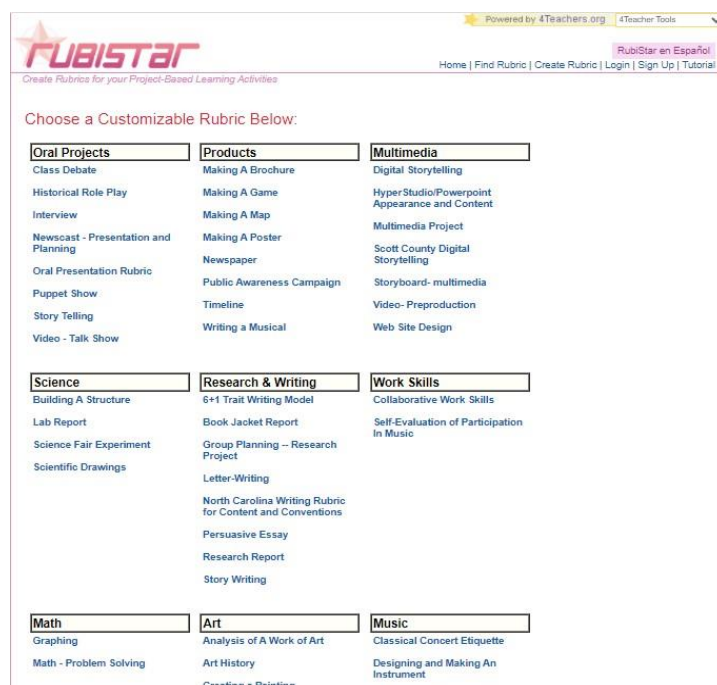 Powered by 4Teachers.org
4Teacher Tools
RUBISTAR
RubiStar en Español
Home | Find Rubric | Create Rubric | Login | Sign Up | Tutorial
Create Rubrics for your Project-Based Learning Activities
Choose a Customizable Rubric Below:
Oral Projects
Class Debate
Historical Role Play
Interview
Newscast - Presentation and
Planning
Oral Presentation Rubric
Puppet Show
Story Telling
Video - Talk Show
Products
Making A Brochure
Making A Game
Making A Map
Making A Poster
Newspaper
Public Awareness Campaign
Timeline
Writing a Musical
Multimedia
Digital Storytelling
HyperStudio/Powerpoint
Appearance and Content
Multimedia Project
Scott County Digital
Storytelling
Storyboard- multimedia
Video- Preproduction
Web Site Design
Science
Building A Structure
Lab Report
Science Fair Experiment
Scientific Drawings
Research & Writing
6+1 Trait Writing Model
Book Jacket Report
Group Planning -- Research
Project
Letter-Writing
North Carolina Writing Rubric
for Content and Conventions
Persuasive Essay
Research Report
Story Writing
Work Skills
Collaborative Work Skills
Self-Evaluation of Participation
In Music
Math
Graphing
Math - Problem Solving
Art
Analysis of A Work of Art
Art History
Creating a Painting
Music
Classical Concert Etiquette
Designing and Making An
Instrument